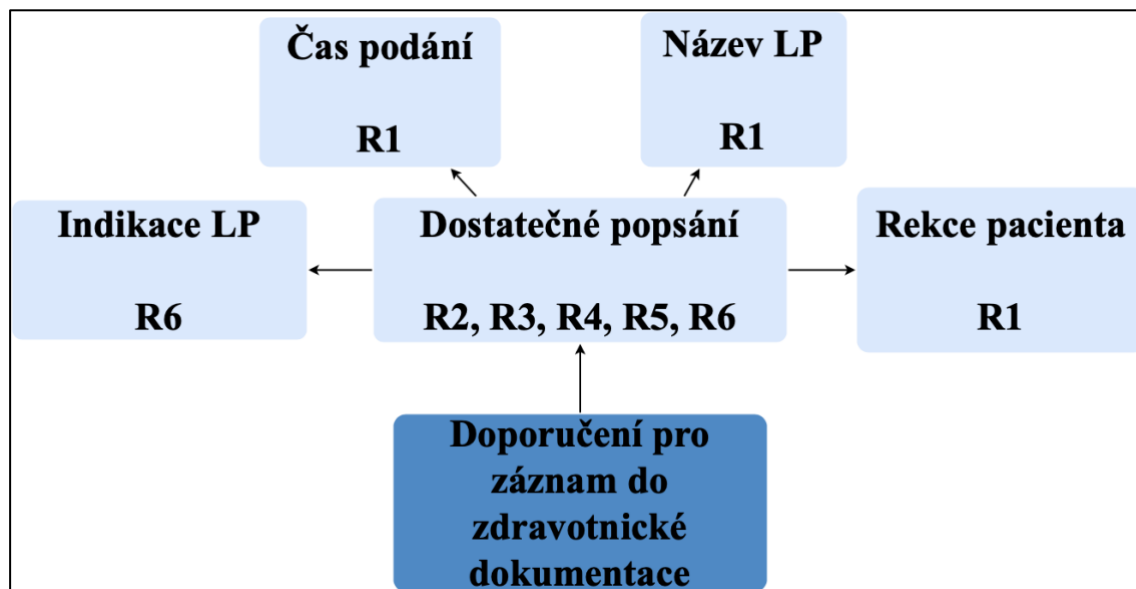 Čas podání
R1
Název LP
R1
Indikace LP
R6
Dostatečné popsání
R2, R3, R4, R5, R6
Rekce pacienta
R1
Doporučení pro
záznam do
zdravotnické
dokumentace